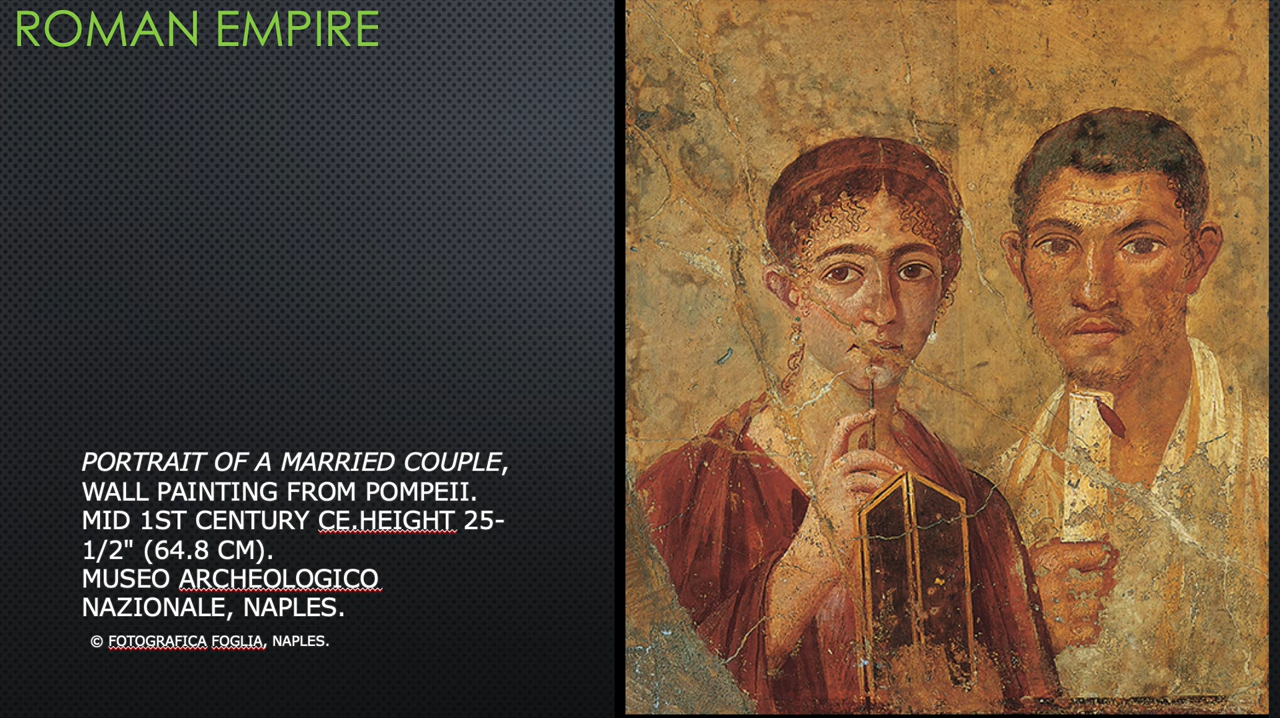 ROMAN EMPIRE
PORTRAIT OF A MARRIED COUPLE,
WALL PAINTING FROM POMPEII.
MID 1ST CENTURY CE.HEIGHT 25-
1/2" (64.8 CM).
MUSEO ARCHEOLOGICO
NAZIONALE, NAPLES.
© FOTOGRAFICA FOGLIA, NAPLES.